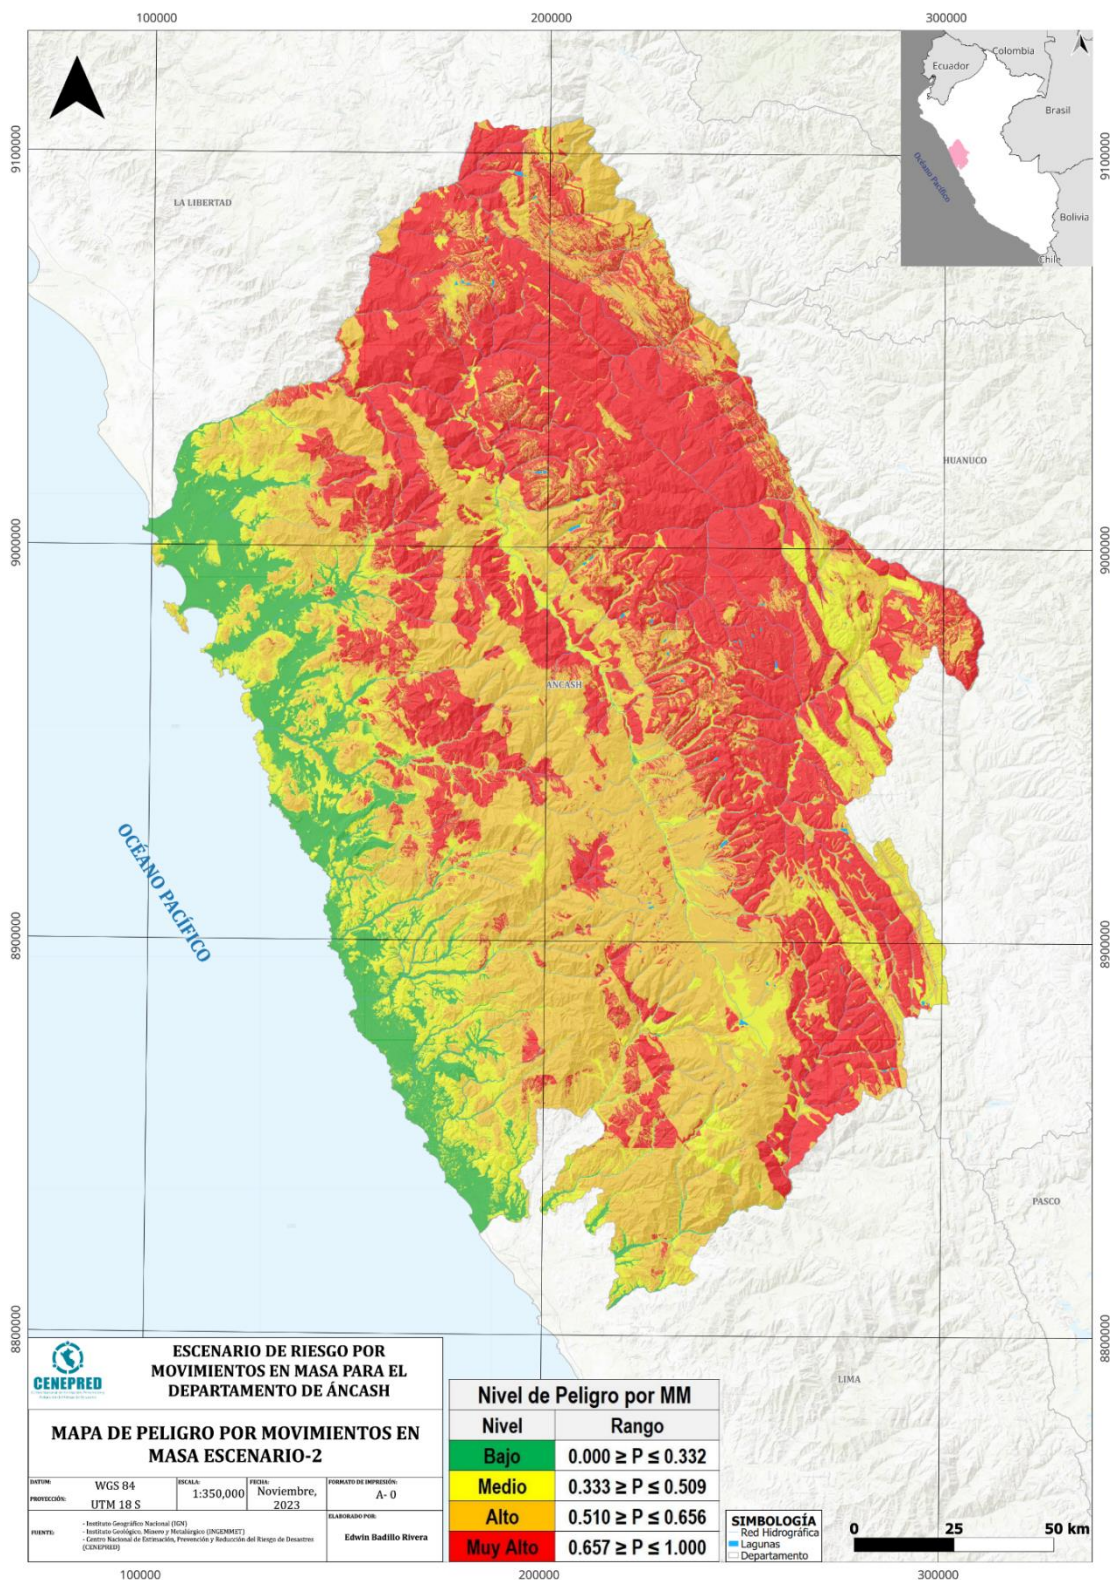 100000
200000
300000
Colombia
Ecuador
Brasil
Océano Pacífico
Bolivia
Chile
9100000
9100000
LA LIBERTAD
HUANUCO
9000000
9000000
ANCASH
OCÉANO PACÍFICO
8900000
8900000
PASCO
8800000
8800000
LIMA
CENEPRED
ESCENARIO DE RIESGO POR
MOVIMIENTOS EN MASA PARA EL
DEPARTAMENTO DE ÁNCASH
MAPA DE PELIGRO POR MOVIMIENTOS EN
MASA ESCENARIO-2
DATUM:
WGS 84
PROYECCIÓN:
UTM 18 S
ESCALA:
1:350,000
FECHA:
Noviembre,
2023
FORMATO DE IMPRESIÓN:
A- 0
FUENTE:
- Instituto Geográfico Nacional (IGN)
- Instituto Geológico, Minero y Metalúrgico (INGEMMET)
- Centro Nacional de Estimación, Prevención y Reducción del Riesgo de Desastres
(CENEPRED)
ELABORADO POR:
Edwin Badillo Rivera
Nivel de Peligro por MM
Nivel Rango
Bajo 0.000 ≥ P ≤ 0.332
Medio 0.333 ≥ P ≤ 0.509
Alto 0.510 ≥ P ≤ 0.656
Muy Alto 0.657 ≥ P ≤ 1.000
SIMBOLOGÍA
Red Hidrográfica
Lagunas
Departamento
0 25 50 km
100000
200000
300000